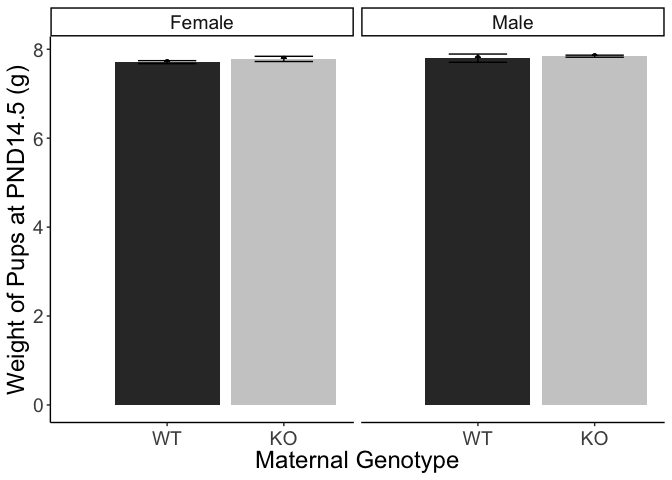 Female
Male
Weight of Pups at PND14.5 (g)
8
6
4
2
0
WT
KO
WT
KO
Maternal Genotype